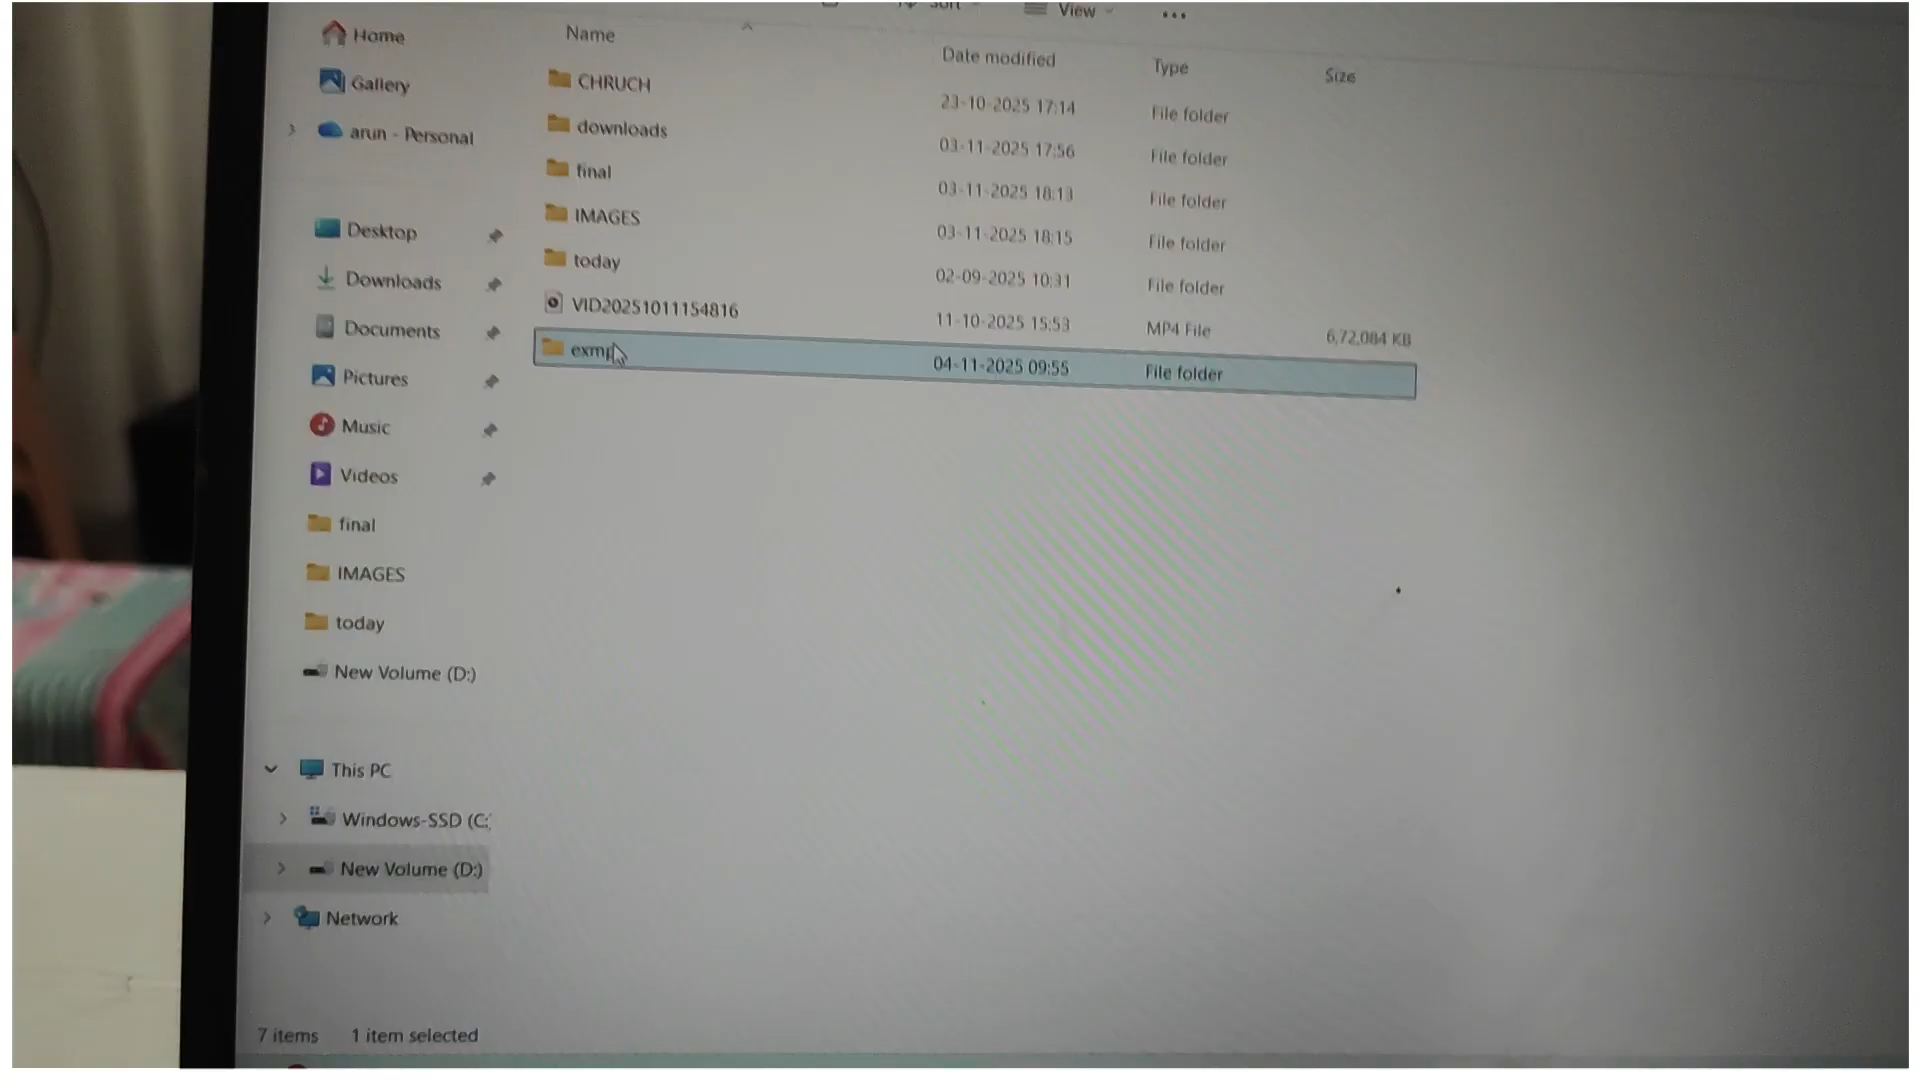 Sort
View
...
Name
Date modified
Type
Size
CHRUCH
23-10-2025 17:14
File folder
downloads
03-11-2025 17:56
File folder
final
03-11-2025 18:13
File folder
IMAGES
03-11-2025 18:15
File folder
today
02-09-2025 10:31
File folder
VID20251011154816
11-10-2025 15:53
MP4 File
6,72,084 KB
04-11-2025 09:55
File folder
Home
Gallery
arun - Personal
Desktop
Downloads
Documents
Pictures
Music
Videos
final
IMAGES
today
New Volume (D:)
This PC
Windows-SSD (C:
New Volume (D:)
Network
7 items 1 item selected